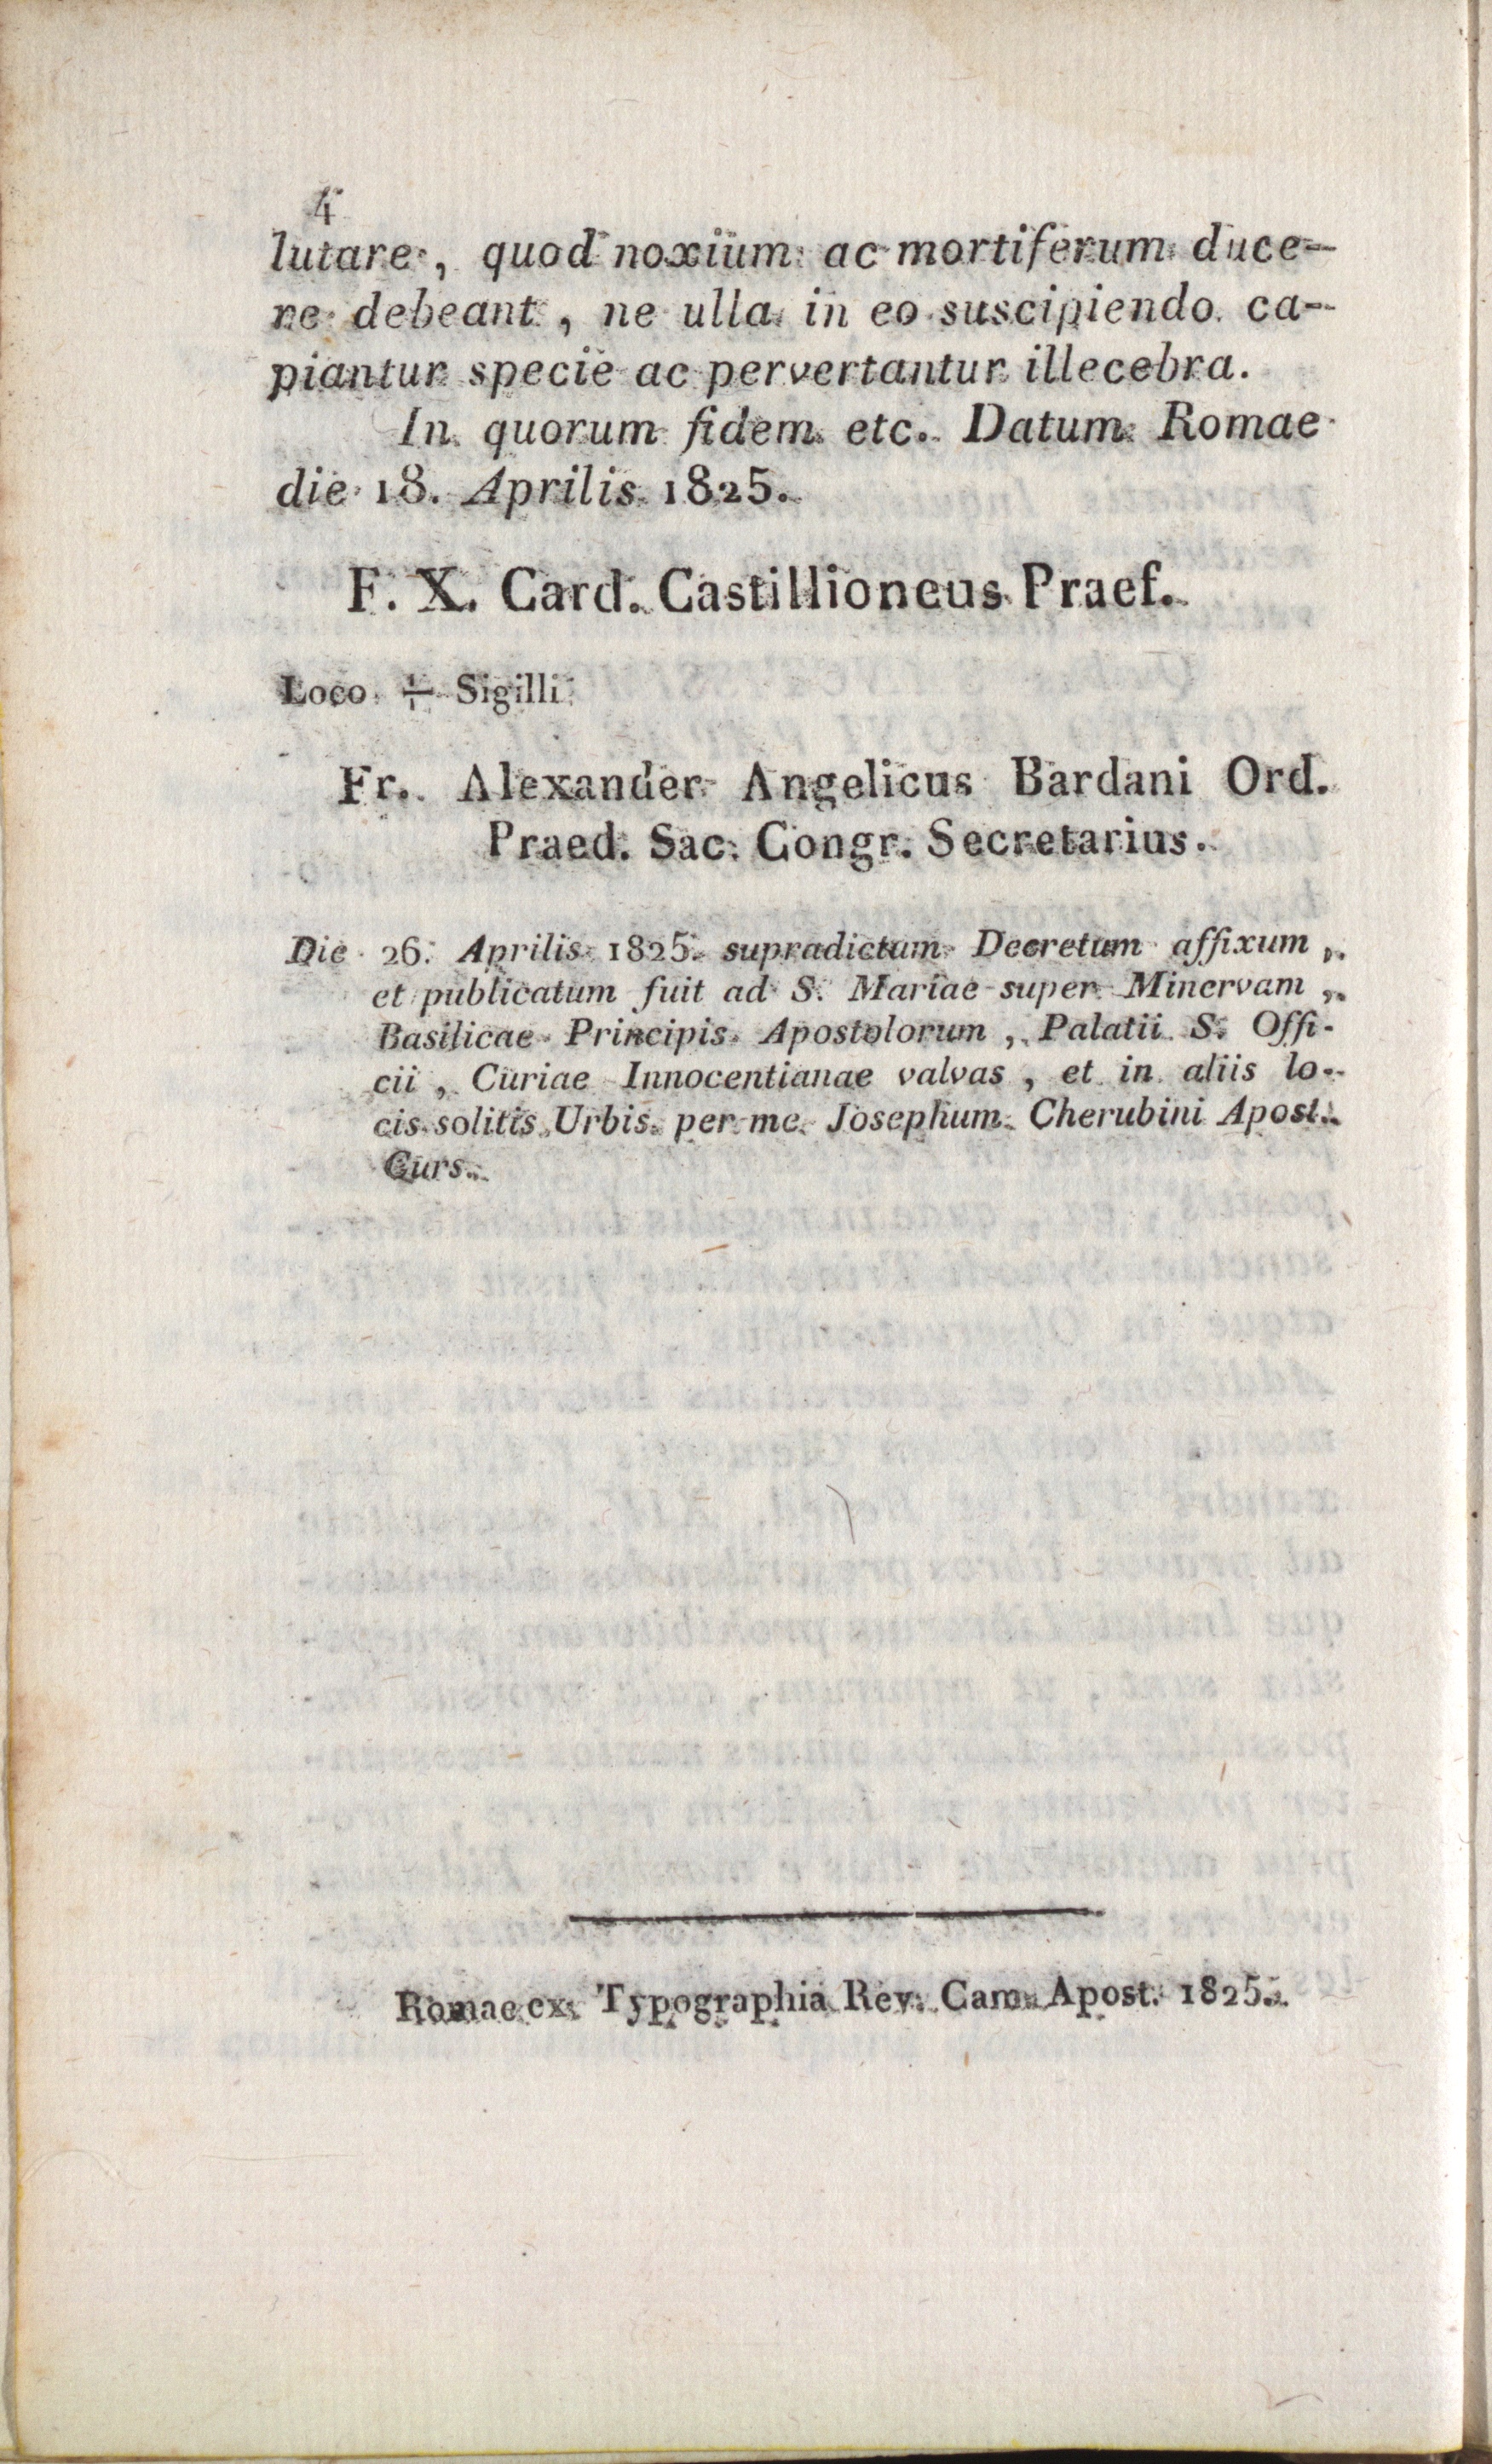 4
lutare, quod noxium ac mortiferum duce-
re debeant, ne ulla in eo suscipiendo ca-
piantur specie ac pervertantur illecebra.
In quorum fidem etc. Datum Romae
die 18. Aprilis 1825.
F. X. Card. Castillioneus Praef.
Loco ✝ Sigilli
Fr. Alexander Angelicus Bardani Ord.
Praed. Sac. Congr. Secretarius.
Die 26. Aprilis 1825. supradictum Decretum affixum,
et publicatum fuit ad S. Mariae super Minervam,
Basilicae Principis Apostolorum, Palatii S. Offi-
cii, Curiae Innocentianae valvas, et in aliis lo-
cis solitis Urbis per me Josephum Cherubini Apost.
Curs.
Romae ex Typographia Rev. Cam. Apost. 1825.